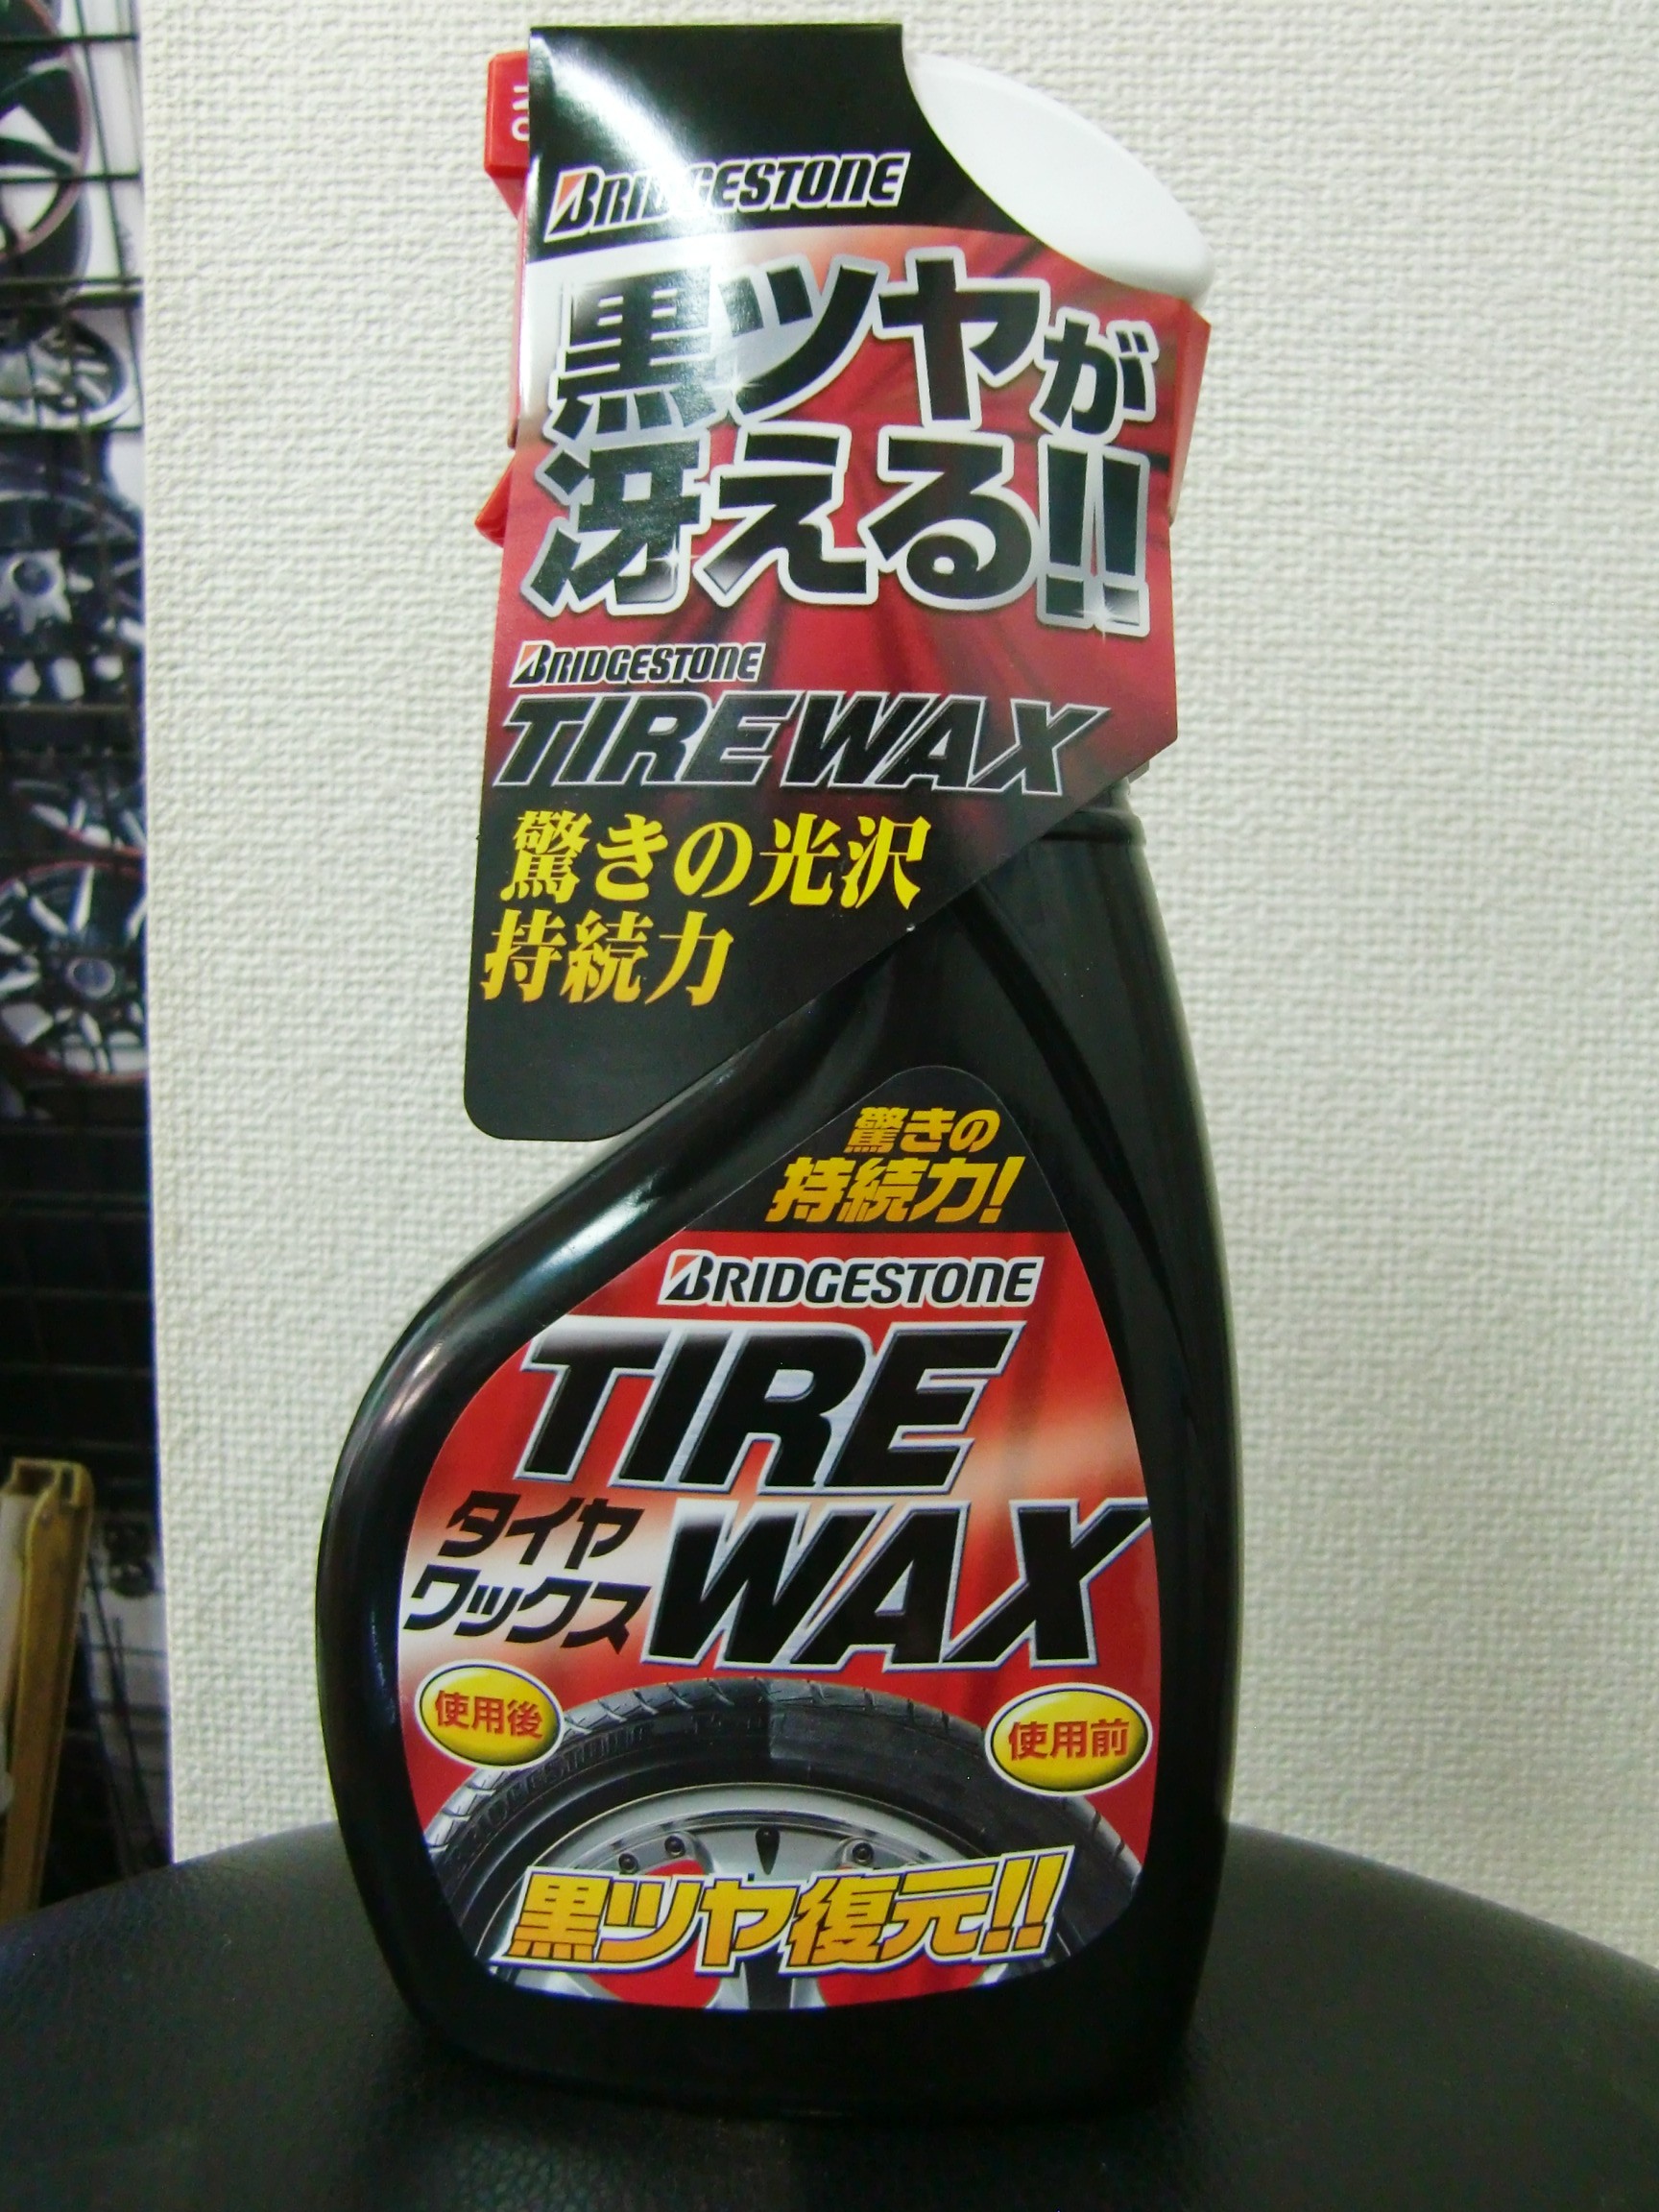 BRIDGESTONE
黒ツヤが
冴える!!
BRIDGESTONE
TIRE WAX
驚きの光沢
持続力
驚きの
持続力!
BRIDGESTONE
TIRE
タイヤ
ワックス
WAX
使用後
使用前
黒ツヤ復元!!